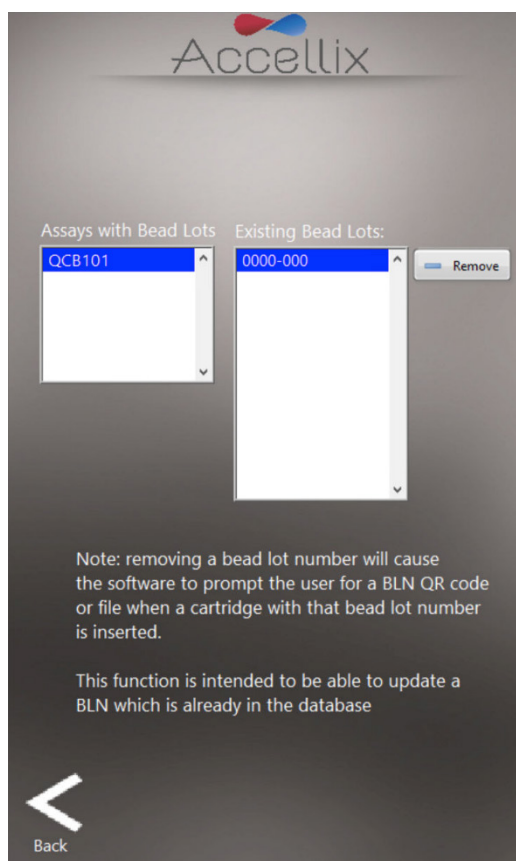 Accellix
Assays with Bead Lots
Existing Bead Lots:
QCB101
0000-000
Remove
Note: removing a bead lot number will cause
the software to prompt the user for a BLN QR code
or file when a cartridge with that bead lot number
is inserted.
This function is intended to be able to update a
BLN which is already in the database
Back